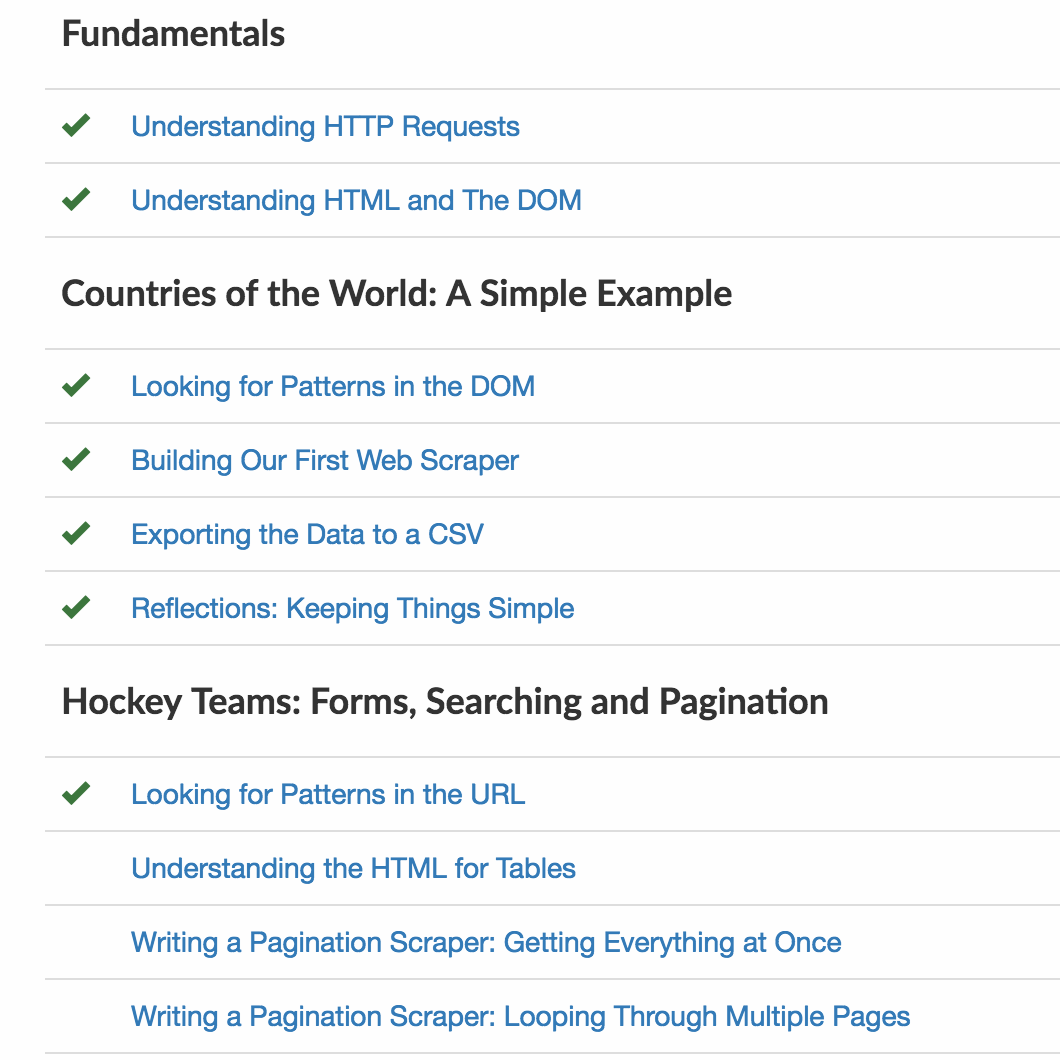 Fundamentals
Understanding HTTP Requests
Understanding HTML and The DOM
Countries of the World: A Simple Example
Looking for Patterns in the DOM
Building Our First Web Scraper
Exporting the Data to a CSV
Reflections: Keeping Things Simple
Hockey Teams: Forms, Searching and Pagination
Looking for Patterns in the URL
Understanding the HTML for Tables
Writing a Pagination Scraper: Getting Everything at Once
Writing a Pagination Scraper: Looping Through Multiple Pages